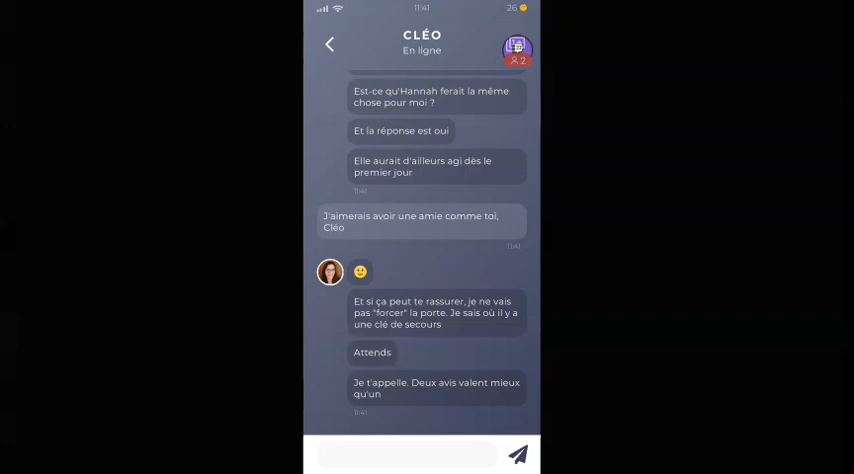 11:41
26
CLÉO
En ligne
2
Est-ce qu'Hannah ferait la même
chose pour moi ?
Et la réponse est oui
Elle aurait d'ailleurs agi dès le
premier jour
11:41
J'aimerais avoir une amie comme toi,
Cléo
11:41
Et si ça peut te rassurer, je ne vais
pas "forcer" la porte. Je sais où il y a
une clé de secours
Attends
Je t'appelle. Deux avis valent mieux
qu'un
11:41